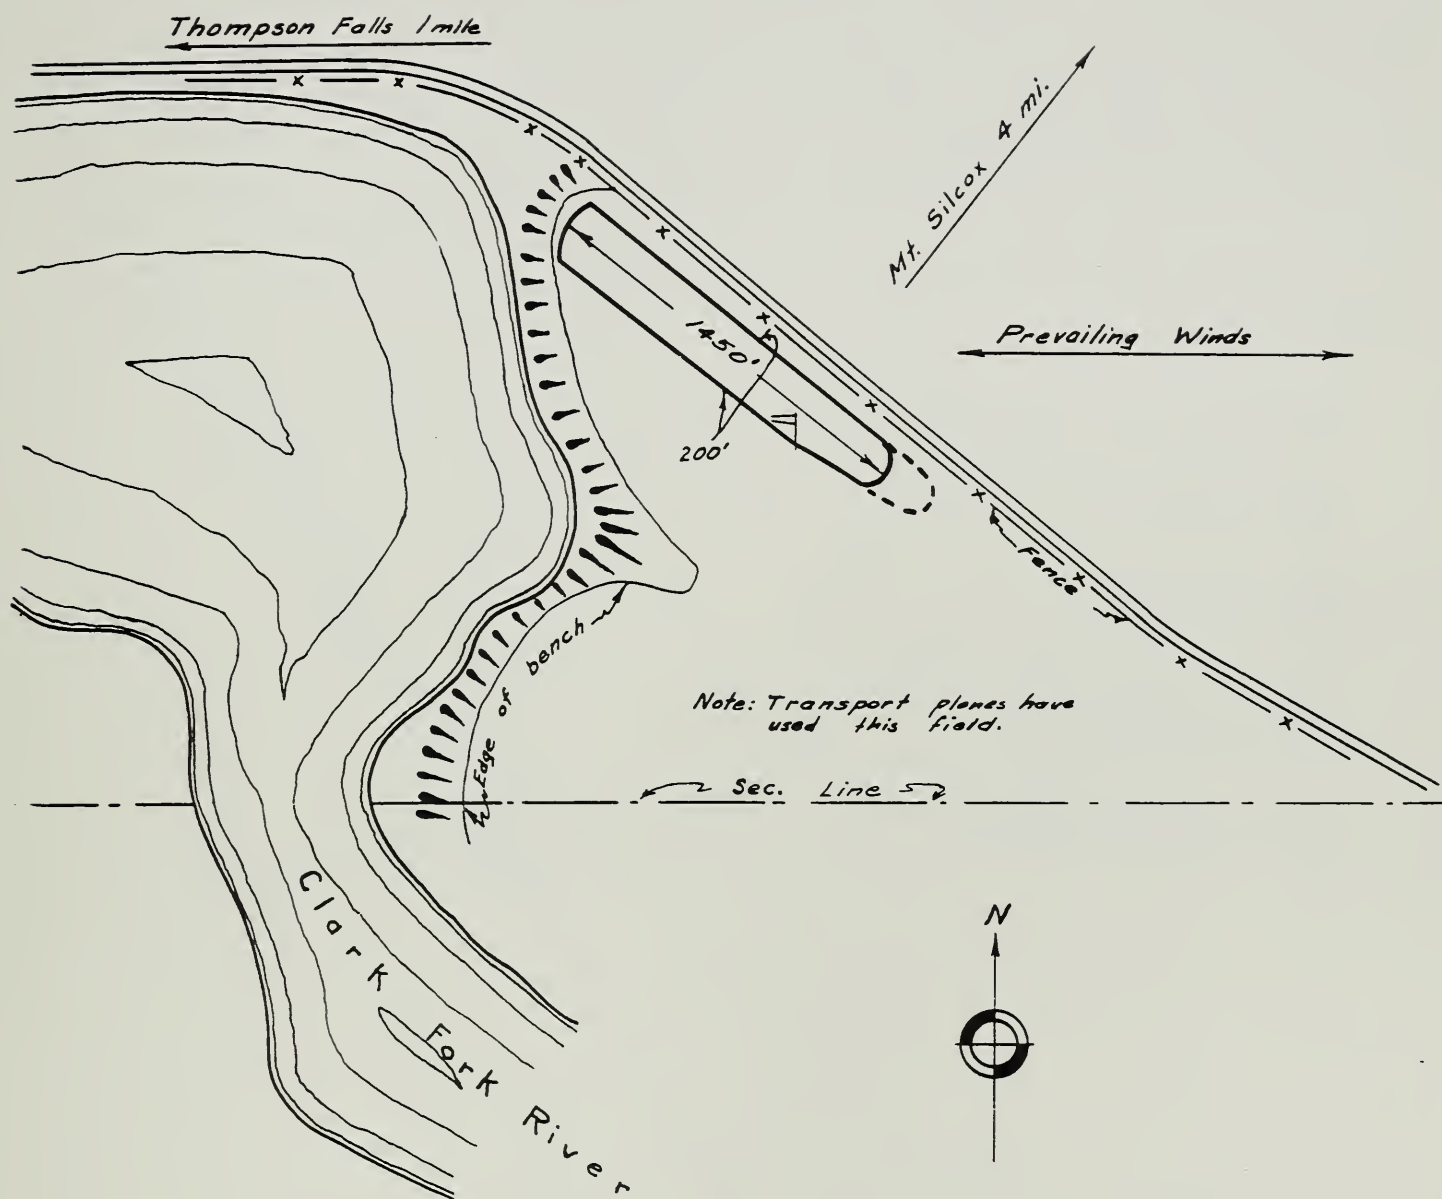 Thompson Falls 1 mile
Mt. Silcox 4 mi.
Prevailing Winds
1450'
200'
Fence
Edge of bench
Note: Transport planes have
used this field.
Sec. Line
N
Clark
Fork
River